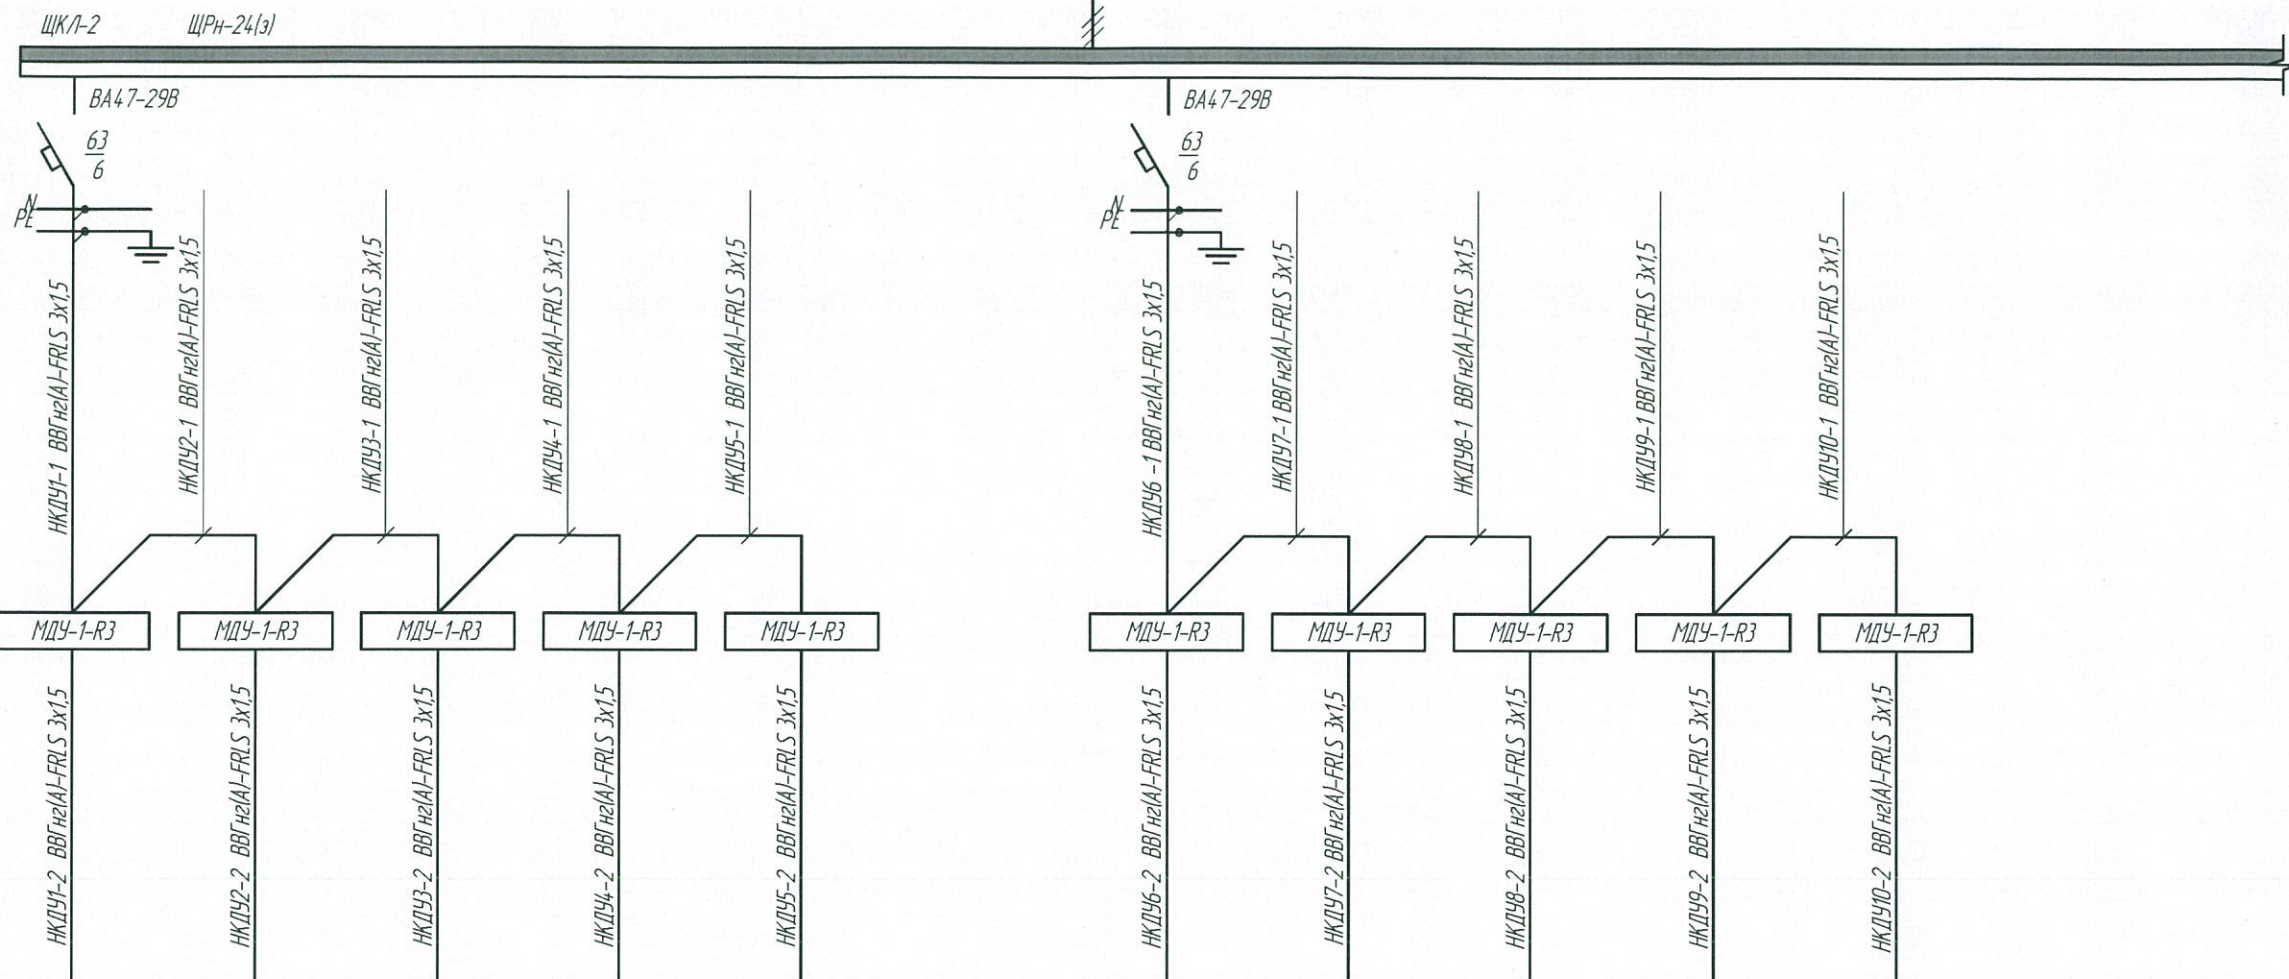 ЩКЛ-2 ЩРн-24(з)
ВА47-29В
63
6
N
PE
НКДУ1-1 ВВГнг(А)-FRLS 3х1,5
НКДУ2-1 ВВГнг(А)-FRLS 3х1,5
НКДУ3-1 ВВГнг(А)-FRLS 3х1,5
НКДУ4-1 ВВГнг(А)-FRLS 3х1,5
НКДУ5-1 ВВГнг(А)-FRLS 3х1,5
ВА47-29В
63
6
N
PE
НКДУ6 -1 ВВГнг(А)-FRLS 3х1,5
НКДУ7-1 ВВГнг(А)-FRLS 3х1,5
НКДУ8-1 ВВГнг(А)-FRLS 3х1,5
НКДУ9-1 ВВГнг(А)-FRLS 3х1,5
НКДУ10-1 ВВГнг(А)-FRLS 3х1,5
МДУ-1-R3
МДУ-1-R3
МДУ-1-R3
МДУ-1-R3
МДУ-1-R3
МДУ-1-R3
МДУ-1-R3
МДУ-1-R3
МДУ-1-R3
МДУ-1-R3
НКДУ1-2 ВВГнг(А)-FRLS 3х1,5
НКДУ2-2 ВВГнг(А)-FRLS 3х1,5
НКДУ3-2 ВВГнг(А)-FRLS 3х1,5
НКДУ4-2 ВВГнг(А)-FRLS 3х1,5
НКДУ5-2 ВВГнг(А)-FRLS 3х1,5
НКДУ6-2 ВВГнг(А)-FRLS 3х1,5
НКДУ7-2 ВВГнг(А)-FRLS 3х1,5
НКДУ8-2 ВВГнг(А)-FRLS 3х1,5
НКДУ9-2 ВВГнг(А)-FRLS 3х1,5
НКДУ10-2 ВВГнг(А)-FRLS 3х1,5